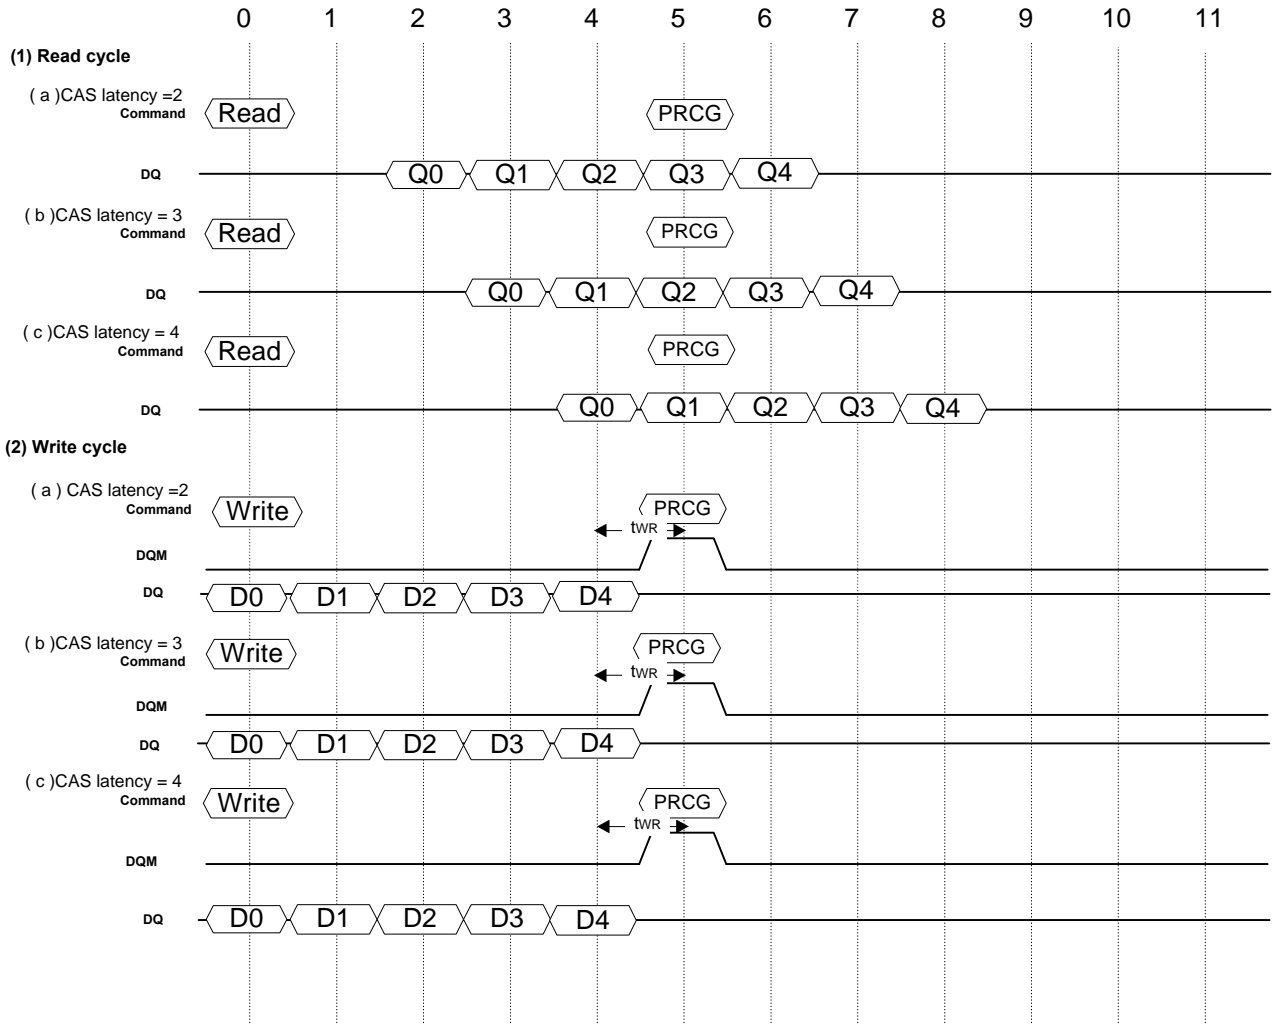 0 1 2 3 4 5 6 7 8 9 10 11
(1) Read cycle
( a )CAS latency =2
Command Read PRCG
DQ Q0 Q1 Q2 Q3 Q4
( b )CAS latency = 3
Command Read PRCG
DQ Q0 Q1 Q2 Q3 Q4
( c )CAS latency = 4
Command Read PRCG
DQ Q0 Q1 Q2 Q3 Q4
(2) Write cycle
( a ) CAS latency =2
Command Write PRCG
tWR
DQM
DQ D0 D1 D2 D3 D4
( b )CAS latency = 3
Command Write PRCG
tWR
DQM
DQ D0 D1 D2 D3 D4
( c )CAS latency = 4
Command Write PRCG
tWR
DQM
DQ D0 D1 D2 D3 D4